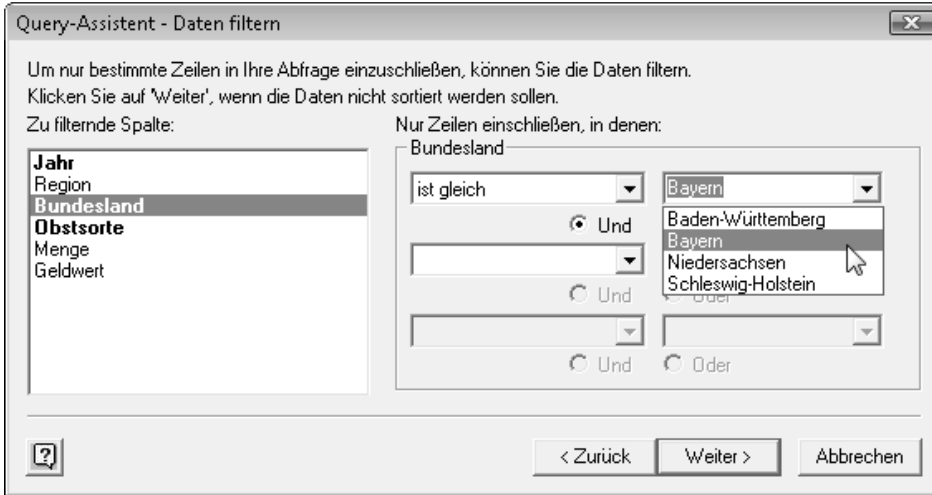 Query-Assistent - Daten filtern
Um nur bestimmte Zeilen in Ihre Abfrage einzuschließen, können Sie die Daten filtern.
Klicken Sie auf 'Weiter', wenn die Daten nicht sortiert werden sollen.
Zu filternde Spalte:
Jahr
Region
Bundesland
Obstsorte
Menge
Geldwert
Nur Zeilen einschließen, in denen:
Bundesland
ist gleich
Bayern
Und
Baden-Württemberg
Bayern
Niedersachsen
Schleswig-Holstein
Und Oder
Und Oder
< Zurück
Weiter >
Abbrechen